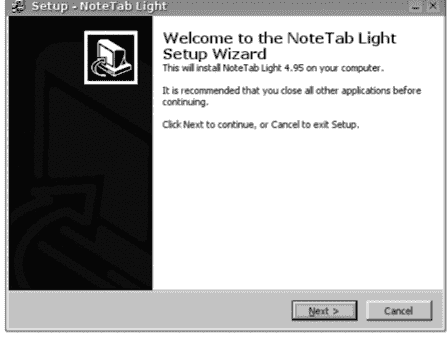 Setup - NoteTab Light
Welcome to the NoteTab Light
Setup Wizard
This will install NoteTab Light 4.95 on your computer.
It is recommended that you close all other applications before
continuing.
Click Next to continue, or Cancel to exit Setup.
Next >
Cancel